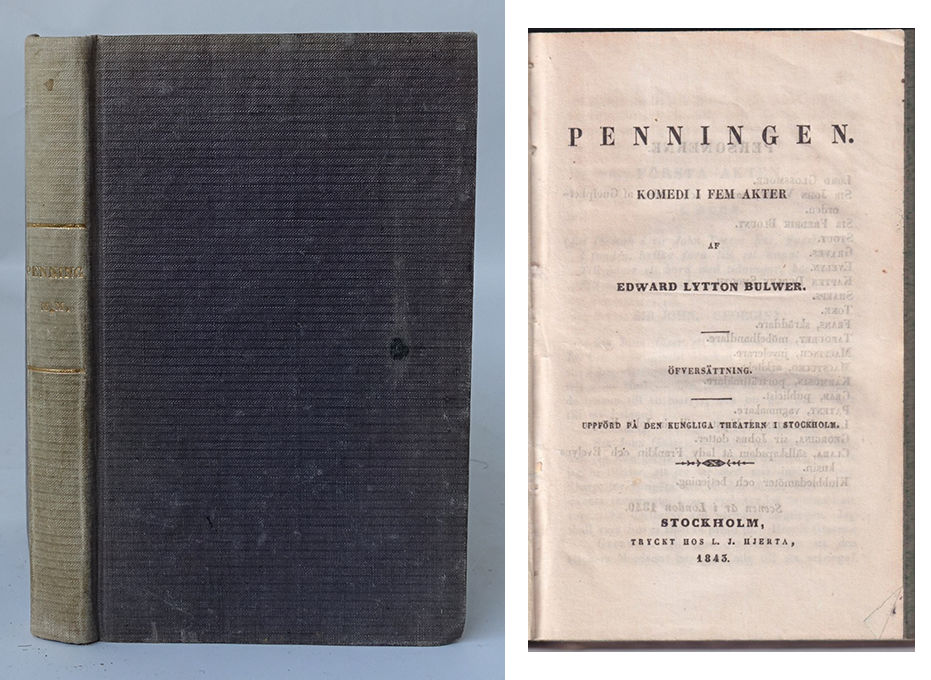 PENNING
PENNINGEN.
KOMEDI I FEM AKTER
AF
EDWARD LYTTON BULWER.
ÖFVERSÄTTNING.
UPPFÖRD PÅ DEN KUNGLIGA THEATERN I STOCKHOLM.
STOCKHOLM,
TRYCKT HOS L. J. HJERTA,
1843.